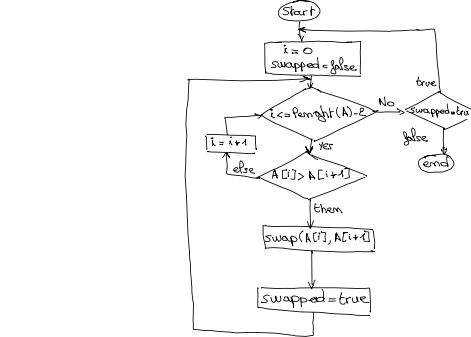 Start
i = 0
swapped = false
i <= lenght(A)-2
No
swapped=tru
true
false
end
yes
i = i+1
else
A[i] > A[i+1]
then
swap(A[i], A[i+1]
swapped = true